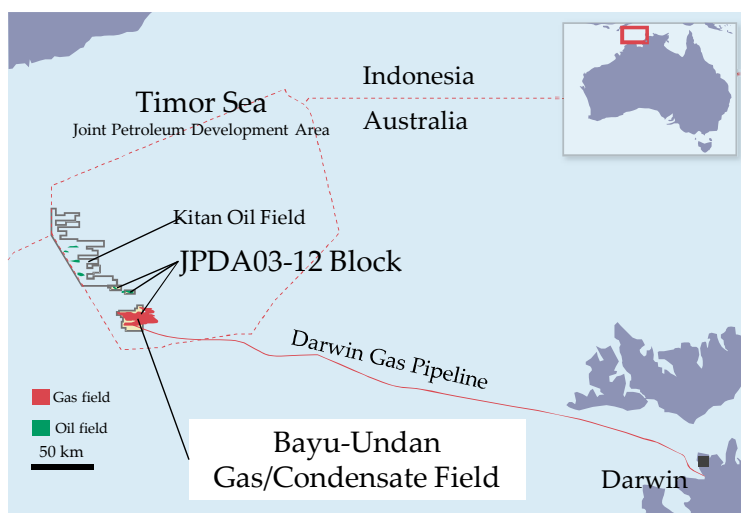 Indonesia
Timor Sea
Joint Petroleum Development Area
Australia
Kitan Oil Field
JPDA03-12 Block
Darwin Gas Pipeline
Gas field
Oil field
50 km
Bayu-Undan
Gas/Condensate Field
Darwin